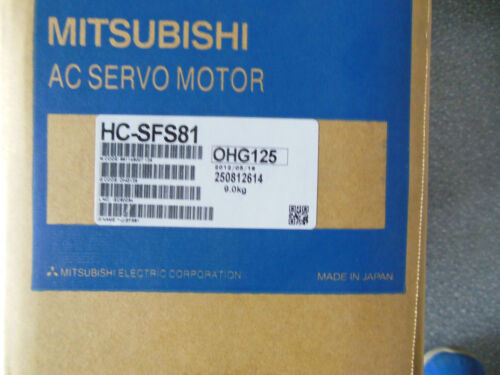 MITSUBISHI
AC SERVO MOTOR
HC-SFS81
OHG125
250812614
9.0kg
MITSUBISHI ELECTRIC CORPORATION
MADE IN JAPAN